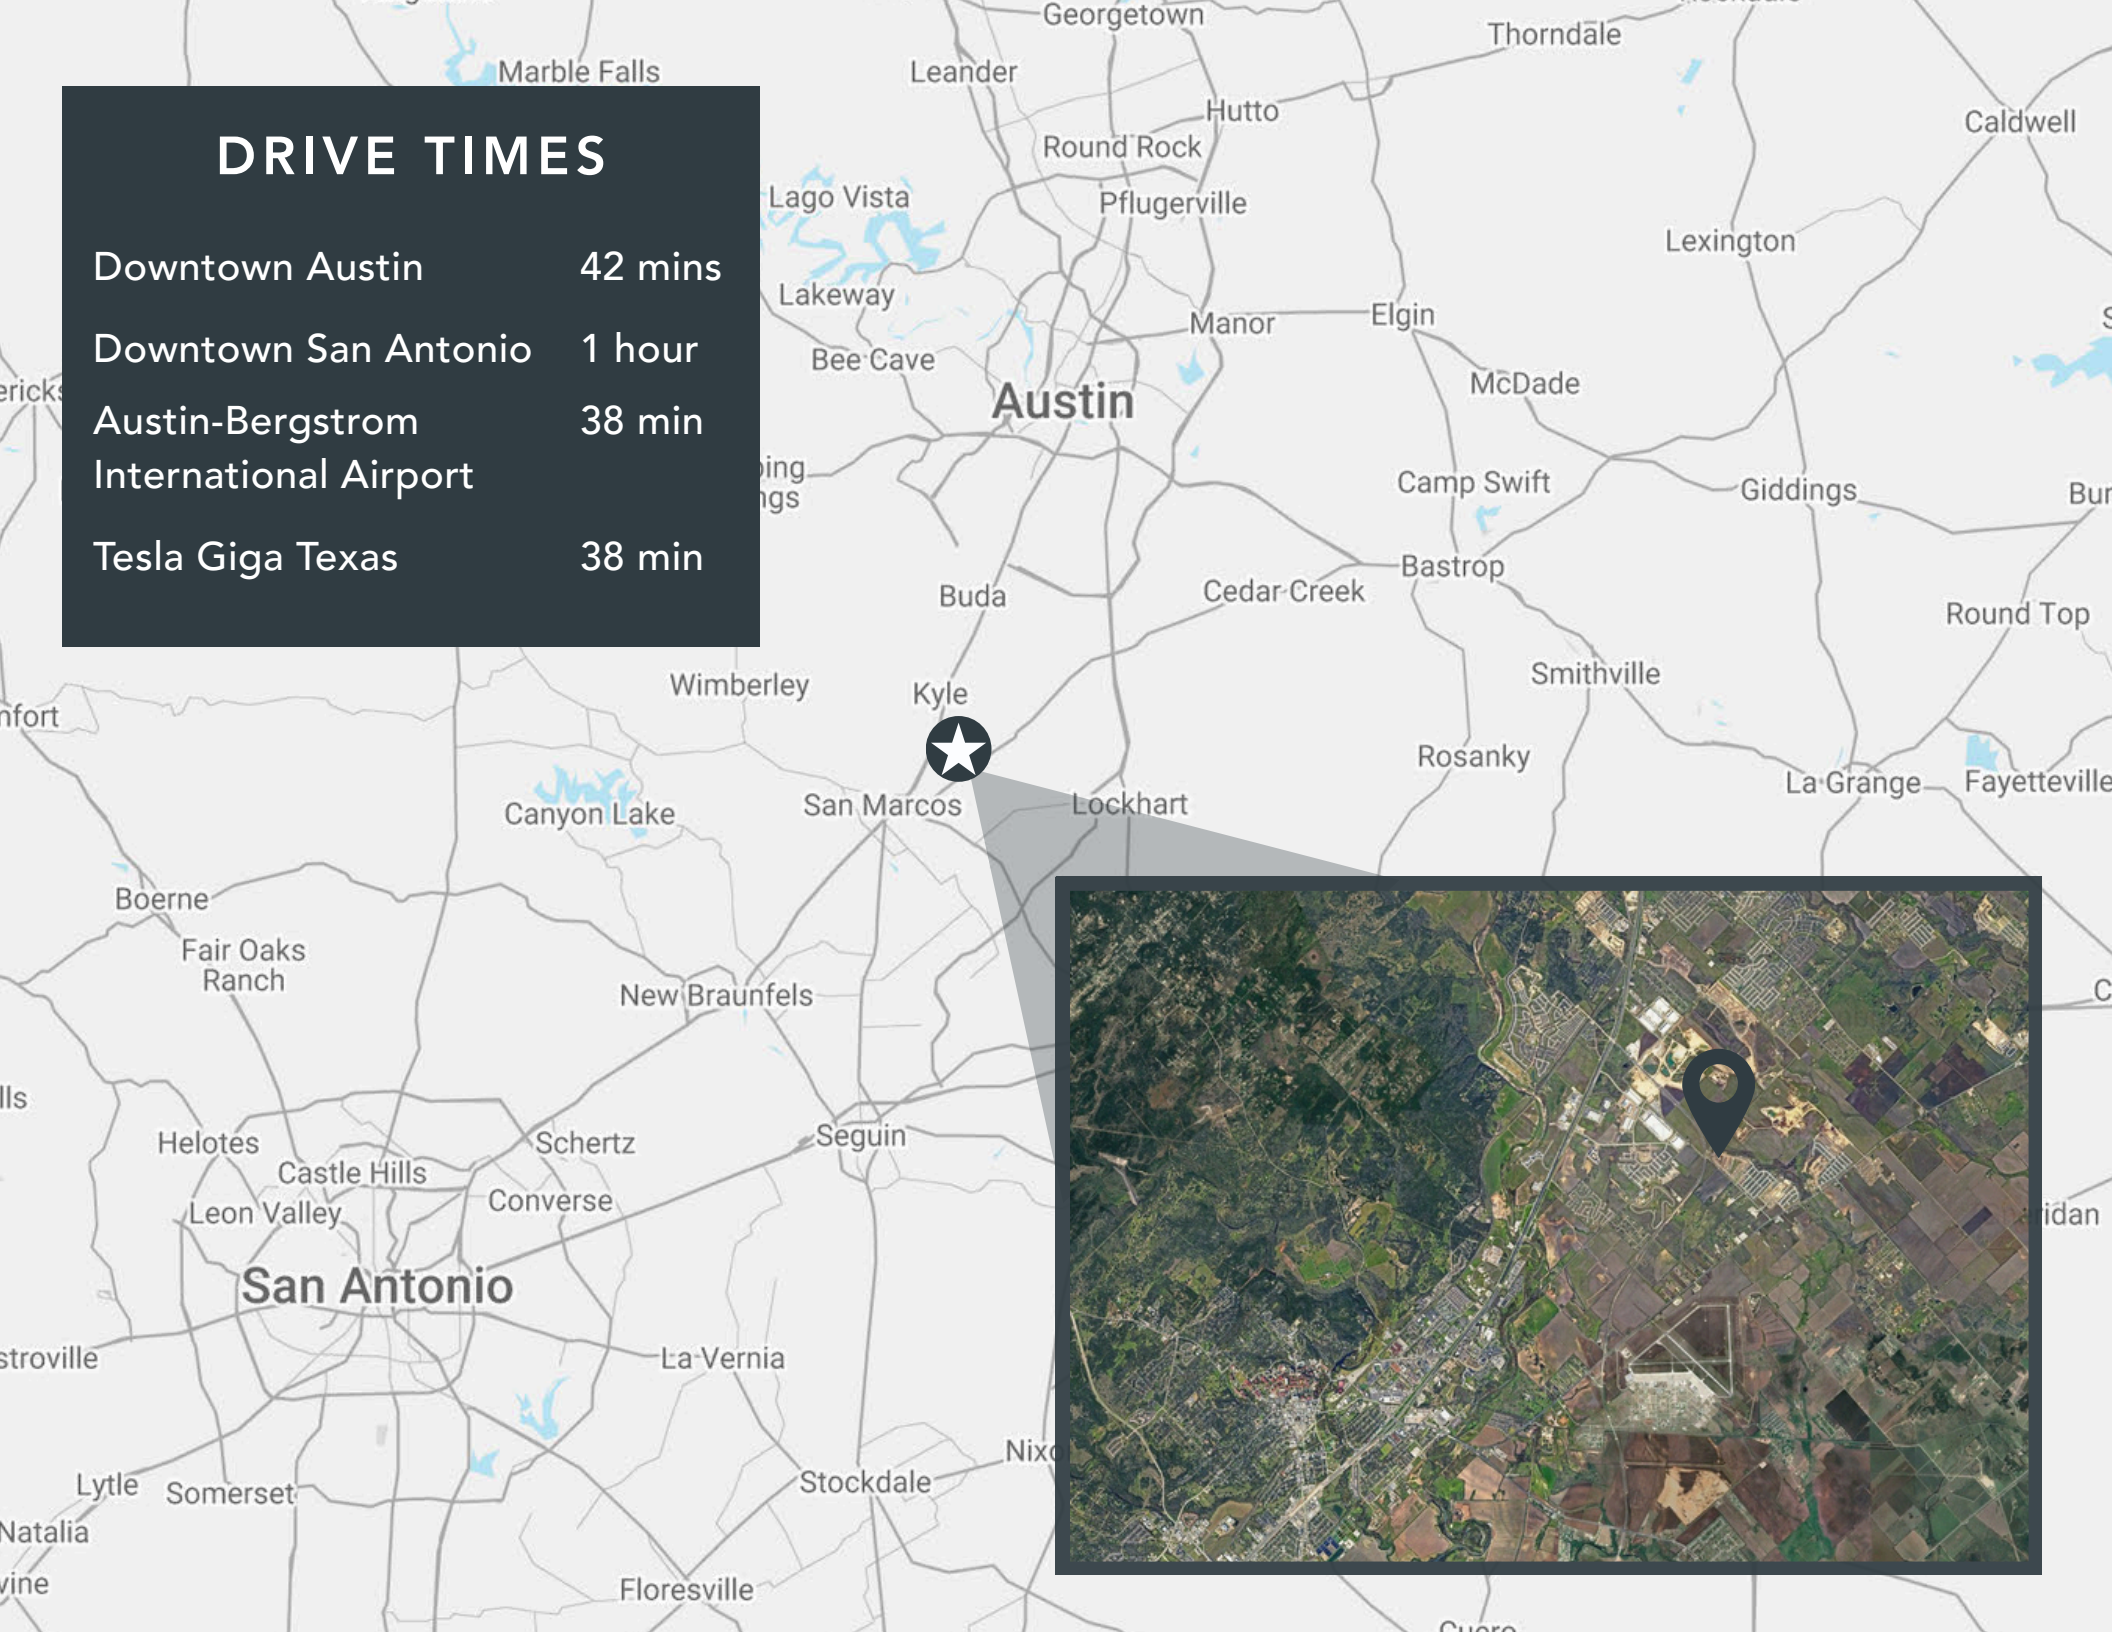 Georgetown
Thorndale
Marble Falls
Leander
Hutto
Caldwell
DRIVE TIMES
Round Rock
Lago Vista
Pflugerville
Lexington
Downtown Austin 42 mins
Lakeway
Manor
Elgin
Downtown San Antonio 1 hour
Bee Cave
McDade
Austin
Austin-Bergstrom 38 min
International Airport
Camp Swift
Giddings
Tesla Giga Texas 38 min
Bastrop
Buda
Cedar Creek
Round Top
Wimberley
Kyle
Smithville
Rosanky
La Grange
Fayetteville
Canyon Lake
San Marcos
Lockhart
Boerne
Fair Oaks
Ranch
New Braunfels
Helotes
Schertz
Seguin
Castle Hills
Converse
Leon Valley
San Antonio
La Vernia
Lytle
Somerset
Stockdale
Natalia
Floresville